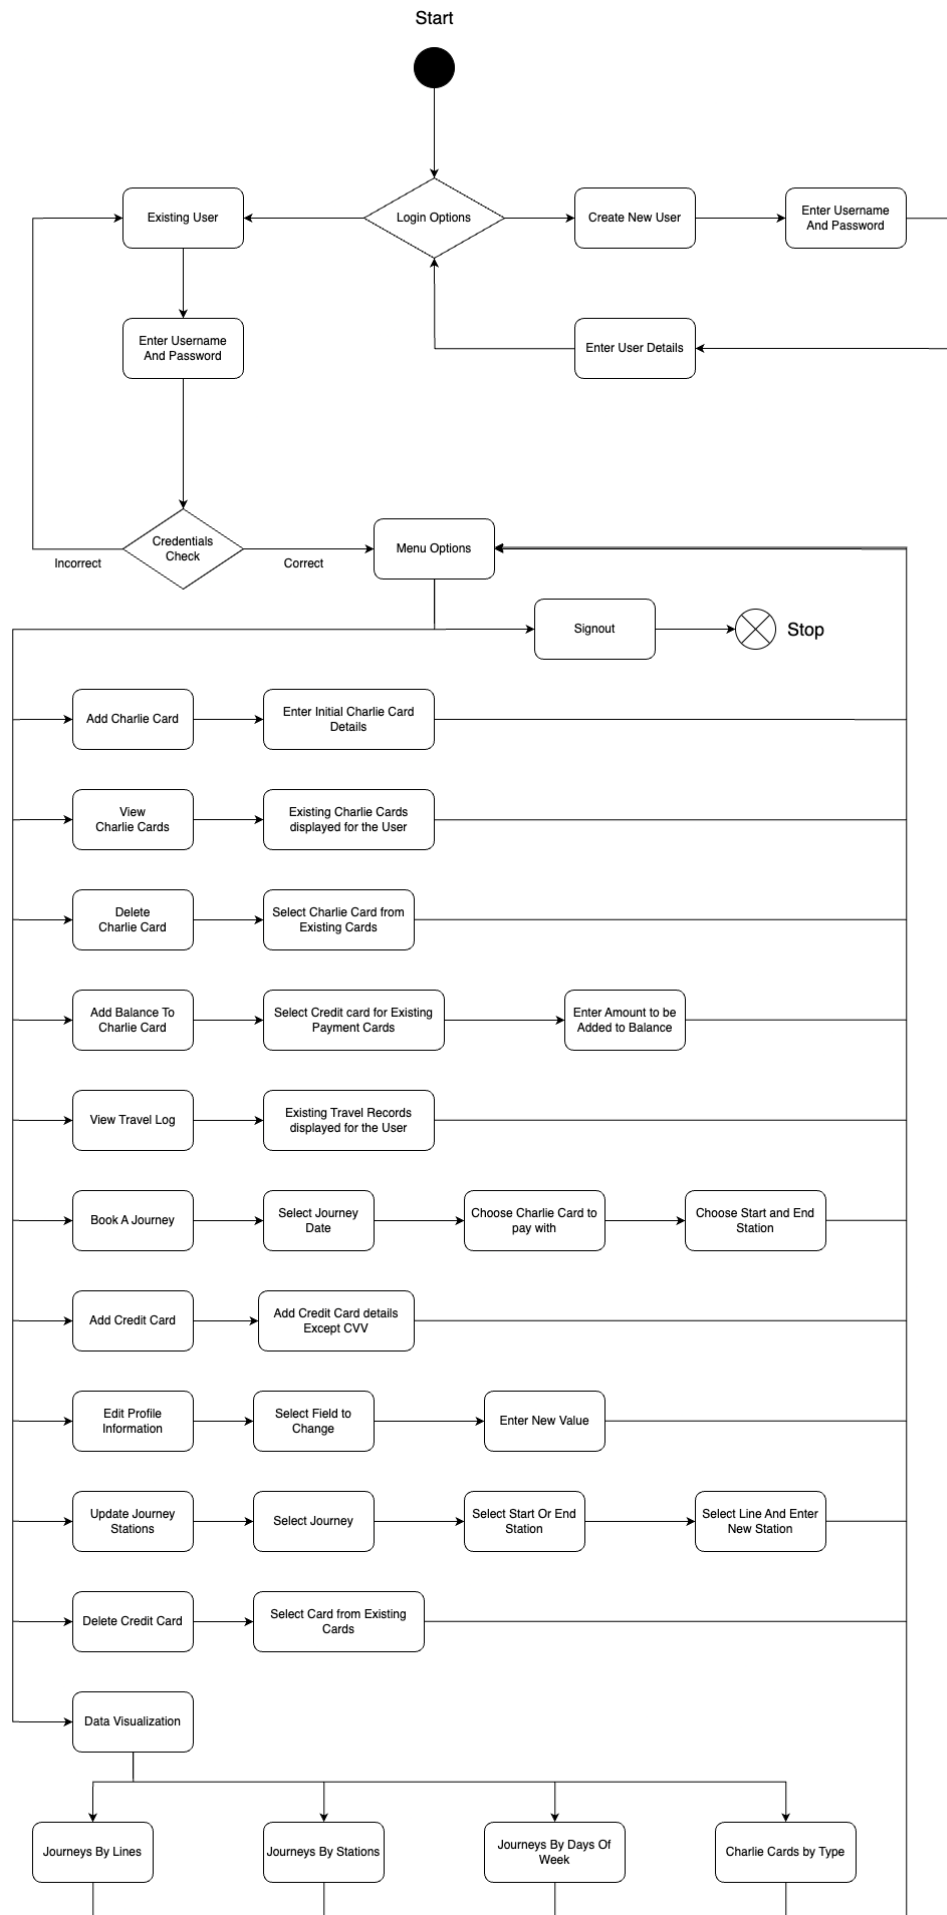 Start
Existing User
Login Options
Create New User
Enter Username
And Password
Enter Username
And Password
Enter User Details
Credentials
Check
Incorrect
Correct
Menu Options
Signout
Stop
Add Charlie Card
Enter Initial Charlie Card
Details
View
Charlie Cards
Existing Charlie Cards
displayed for the User
Delete
Charlie Card
Select Charlie Card from
Existing Cards
Add Balance To
Charlie Card
Select Credit card for Existing
Payment Cards
Enter Amount to be
Added to Balance
View Travel Log
Existing Travel Records
displayed for the User
Book A Journey
Select Journey
Date
Choose Charlie Card to
pay with
Choose Start and End
Station
Add Credit Card
Add Credit Card details
Except CVV
Edit Profile
Information
Select Field to
Change
Enter New Value
Update Journey
Stations
Select Journey
Select Start Or End
Station
Select Line And Enter
New Station
Delete Credit Card
Select Card from Existing
Cards
Data Visualization
Journeys By Lines
Journeys By Stations
Journeys By Days Of
Week
Charlie Cards by Type